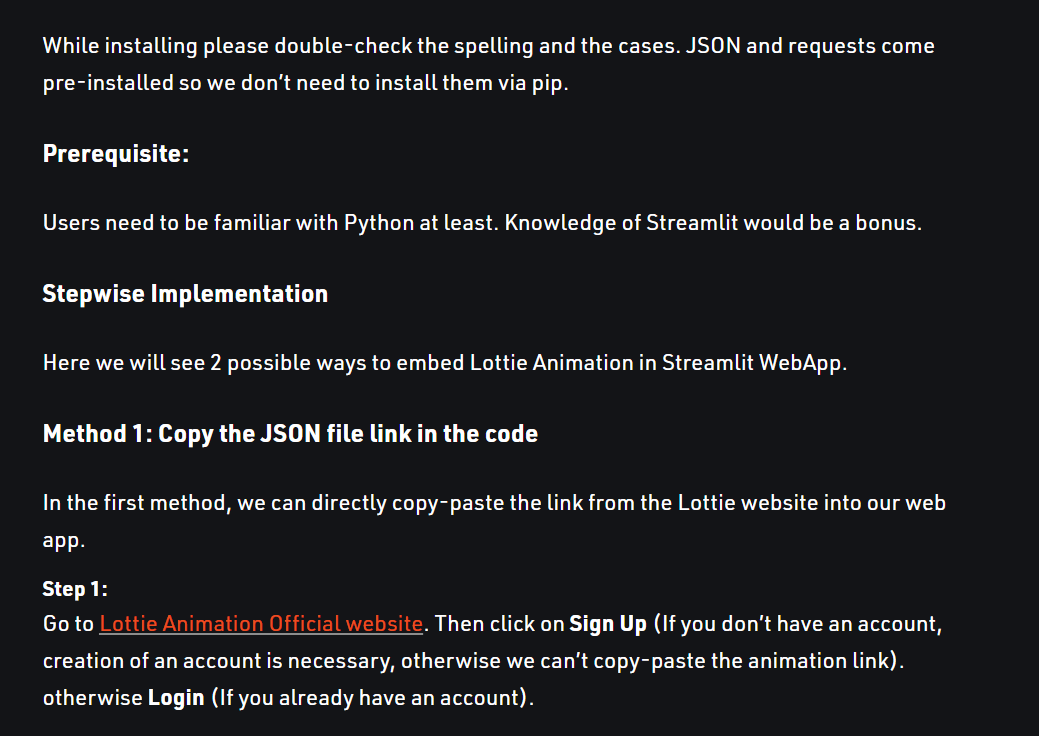 While installing please double-check the spelling and the cases. JSON and requests come
pre-installed so we don’t need to install them via pip.
Prerequisite:
Users need to be familiar with Python at least. Knowledge of Streamlit would be a bonus.
Stepwise Implementation
Here we will see 2 possible ways to embed Lottie Animation in Streamlit WebApp.
Method 1: Copy the JSON file link in the code
In the first method, we can directly copy-paste the link from the Lottie website into our web
app.
Step 1:
Go to Lottie Animation Official website. Then click on Sign Up (If you don’t have an account,
creation of an account is necessary, otherwise we can’t copy-paste the animation link).
otherwise Login (If you already have an account).